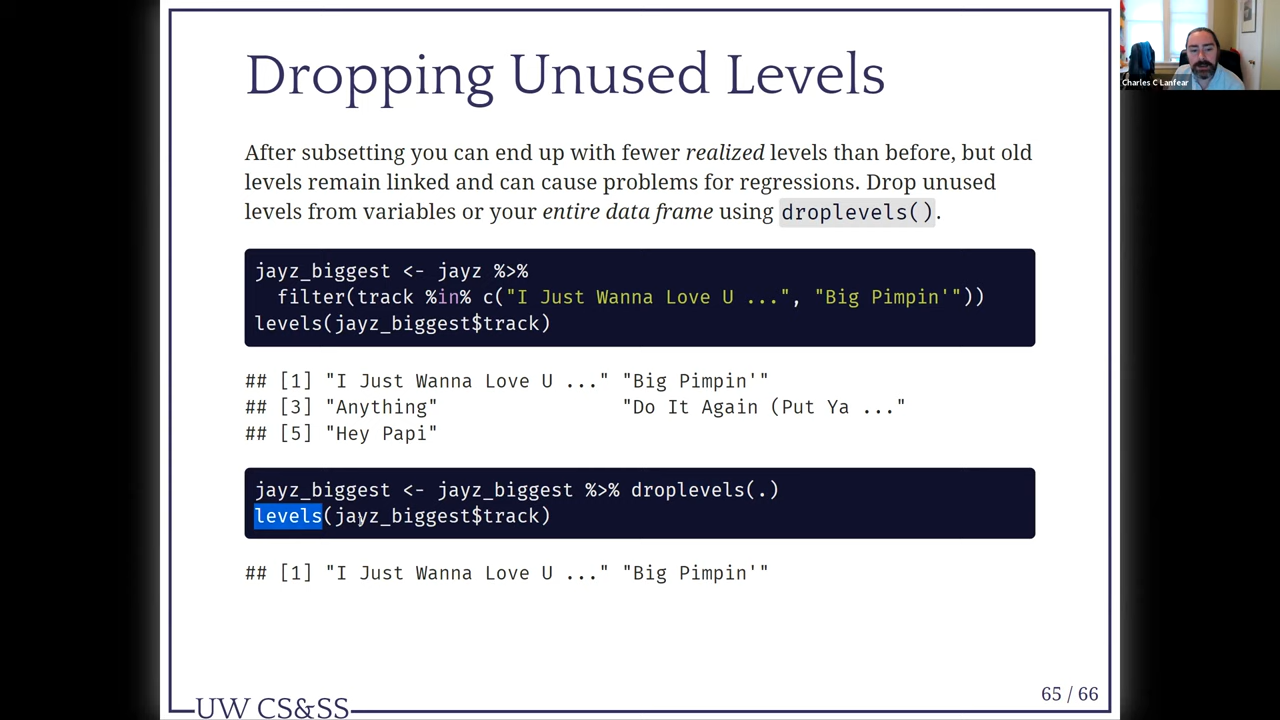 Dropping Unused Levels
Charles C Lanfear
After subsetting you can end up with fewer realized levels than before, but old
levels remain linked and can cause problems for regressions. Drop unused
levels from variables or your entire data frame using droplevels().
jayz_biggest <- jayz %>%
  filter(track %in% c("I Just Wanna Love U ...", "Big Pimpin'"))
levels(jayz_biggest$track)
## [1] "I Just Wanna Love U ..." "Big Pimpin'"
## [3] "Anything"                "Do It Again (Put Ya ..."
## [5] "Hey Papi"
jayz_biggest <- jayz_biggest %>% droplevels(.)
levels(jayz_biggest$track)
## [1] "I Just Wanna Love U ..." "Big Pimpin'"
65 / 66
UW CS&SS